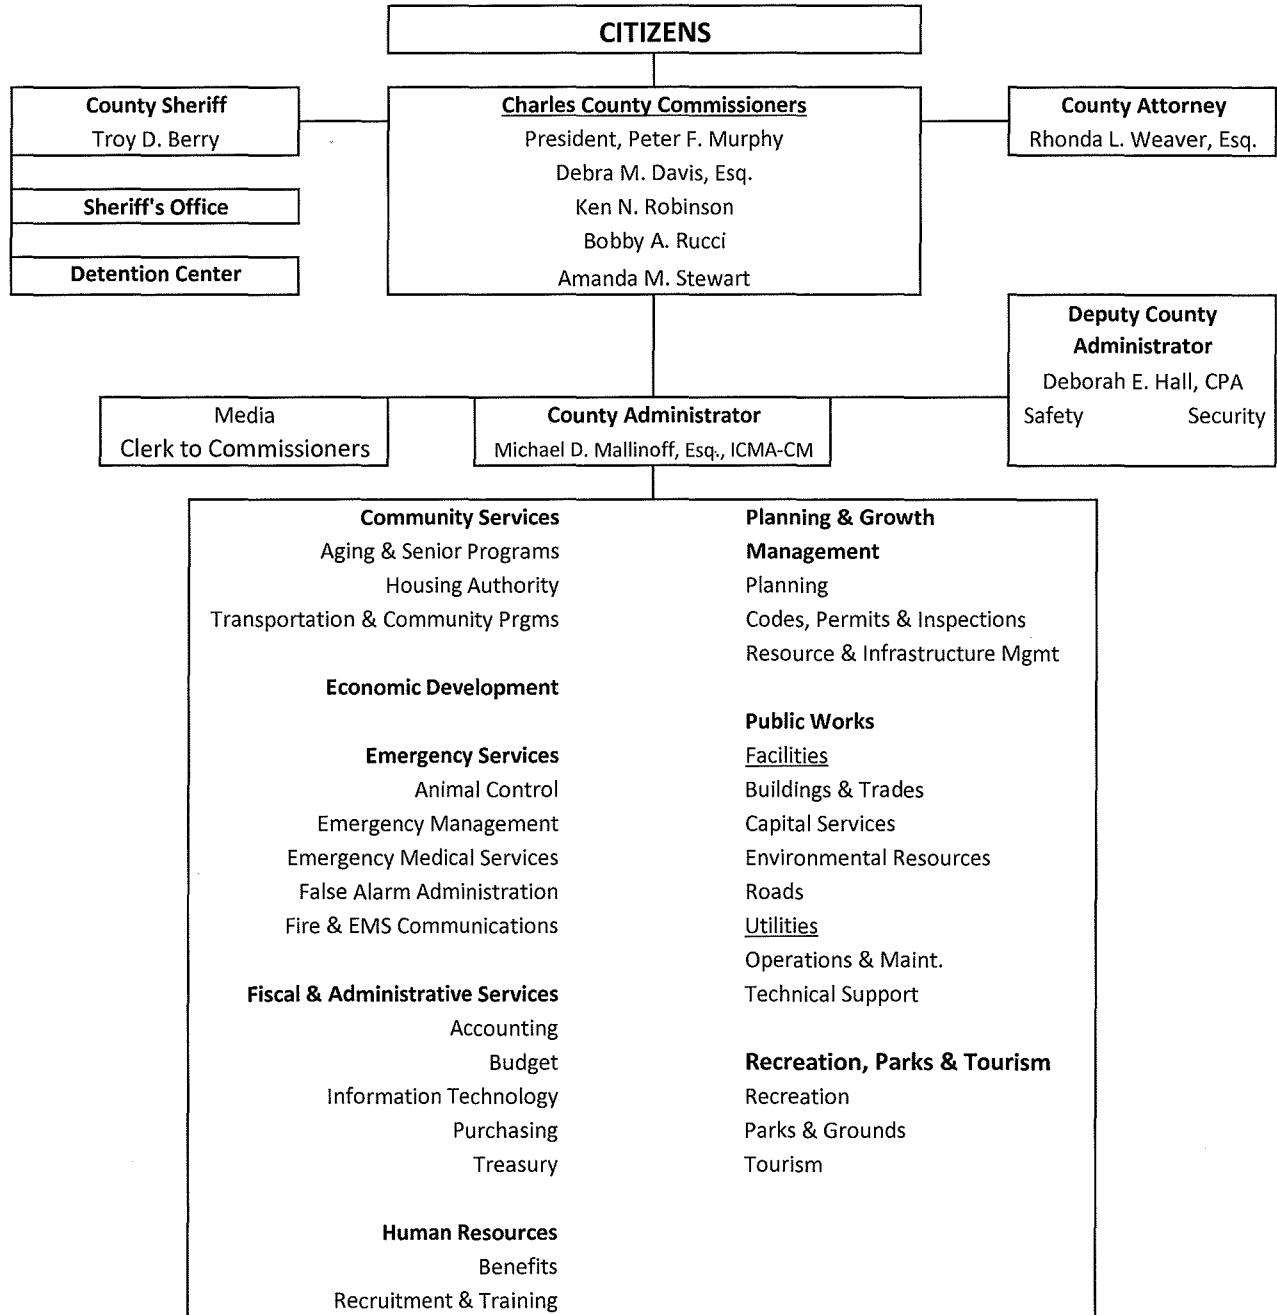 CITIZENS
County Sheriff
Troy D. Berry
Sheriff's Office
Detention Center
Charles County Commissioners
President, Peter F. Murphy
Debra M. Davis, Esq.
Ken N. Robinson
Bobby A. Rucci
Amanda M. Stewart
County Attorney
Rhonda L. Weaver, Esq.
Deputy County
Administrator
Deborah E. Hall, CPA
Safety Security
Media
Clerk to Commissioners
County Administrator
Michael D. Mallinoff, Esq., ICMA-CM
Community Services
Aging & Senior Programs
Housing Authority
Transportation & Community Prgms
Economic Development
Emergency Services
Animal Control
Emergency Management
Emergency Medical Services
False Alarm Administration
Fire & EMS Communications
Fiscal & Administrative Services
Accounting
Budget
Information Technology
Purchasing
Treasury
Human Resources
Benefits
Recruitment & Training
Planning & Growth
Management
Planning
Codes, Permits & Inspections
Resource & Infrastructure Mgmt
Public Works
Facilities
Buildings & Trades
Capital Services
Environmental Resources
Roads
Utilities
Operations & Maint.
Technical Support
Recreation, Parks & Tourism
Recreation
Parks & Grounds
Tourism